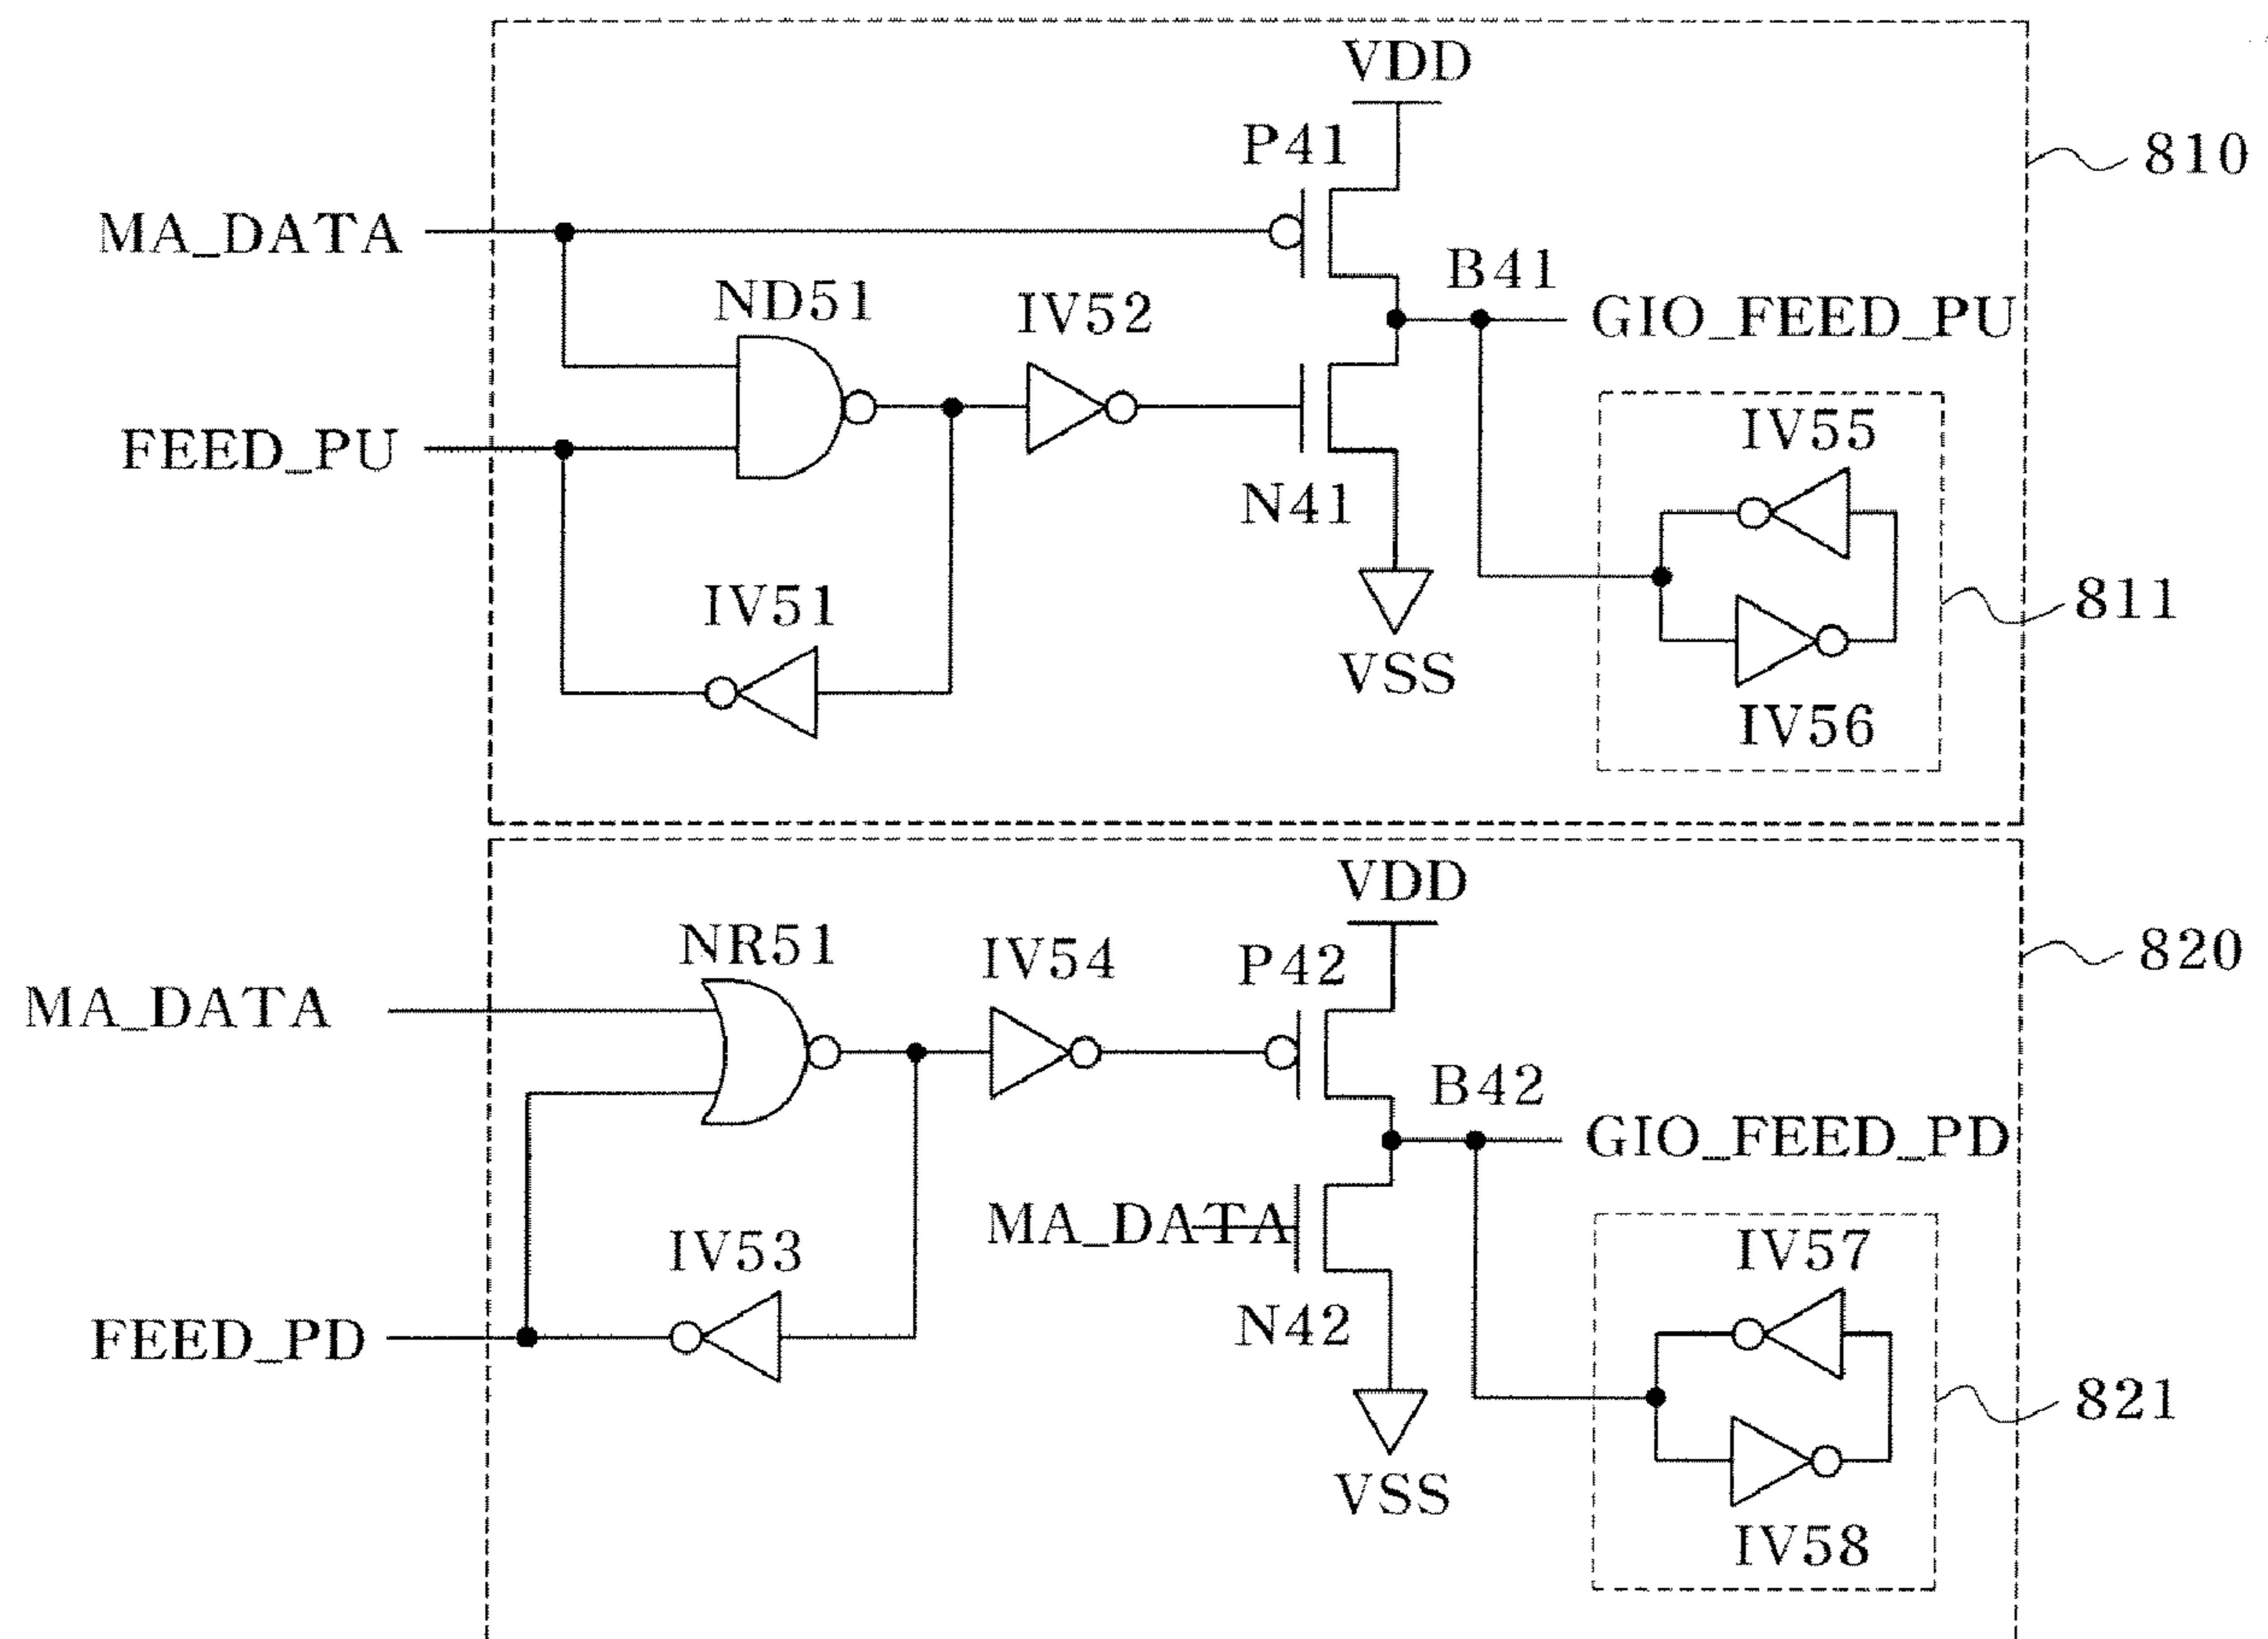 VDD
P41
810
MA_DATA
B41
ND51
IV52
GIO_FEED_PU
IV55
FEED_PU
N41
IV51
811
VSS
IV56
VDD
820
NR51
IV54
P42
MA_DATA
B42
GIO_FEED_PD
MA_DATA
IV53
IV57
FEED_PD
N42
821
VSS
IV58